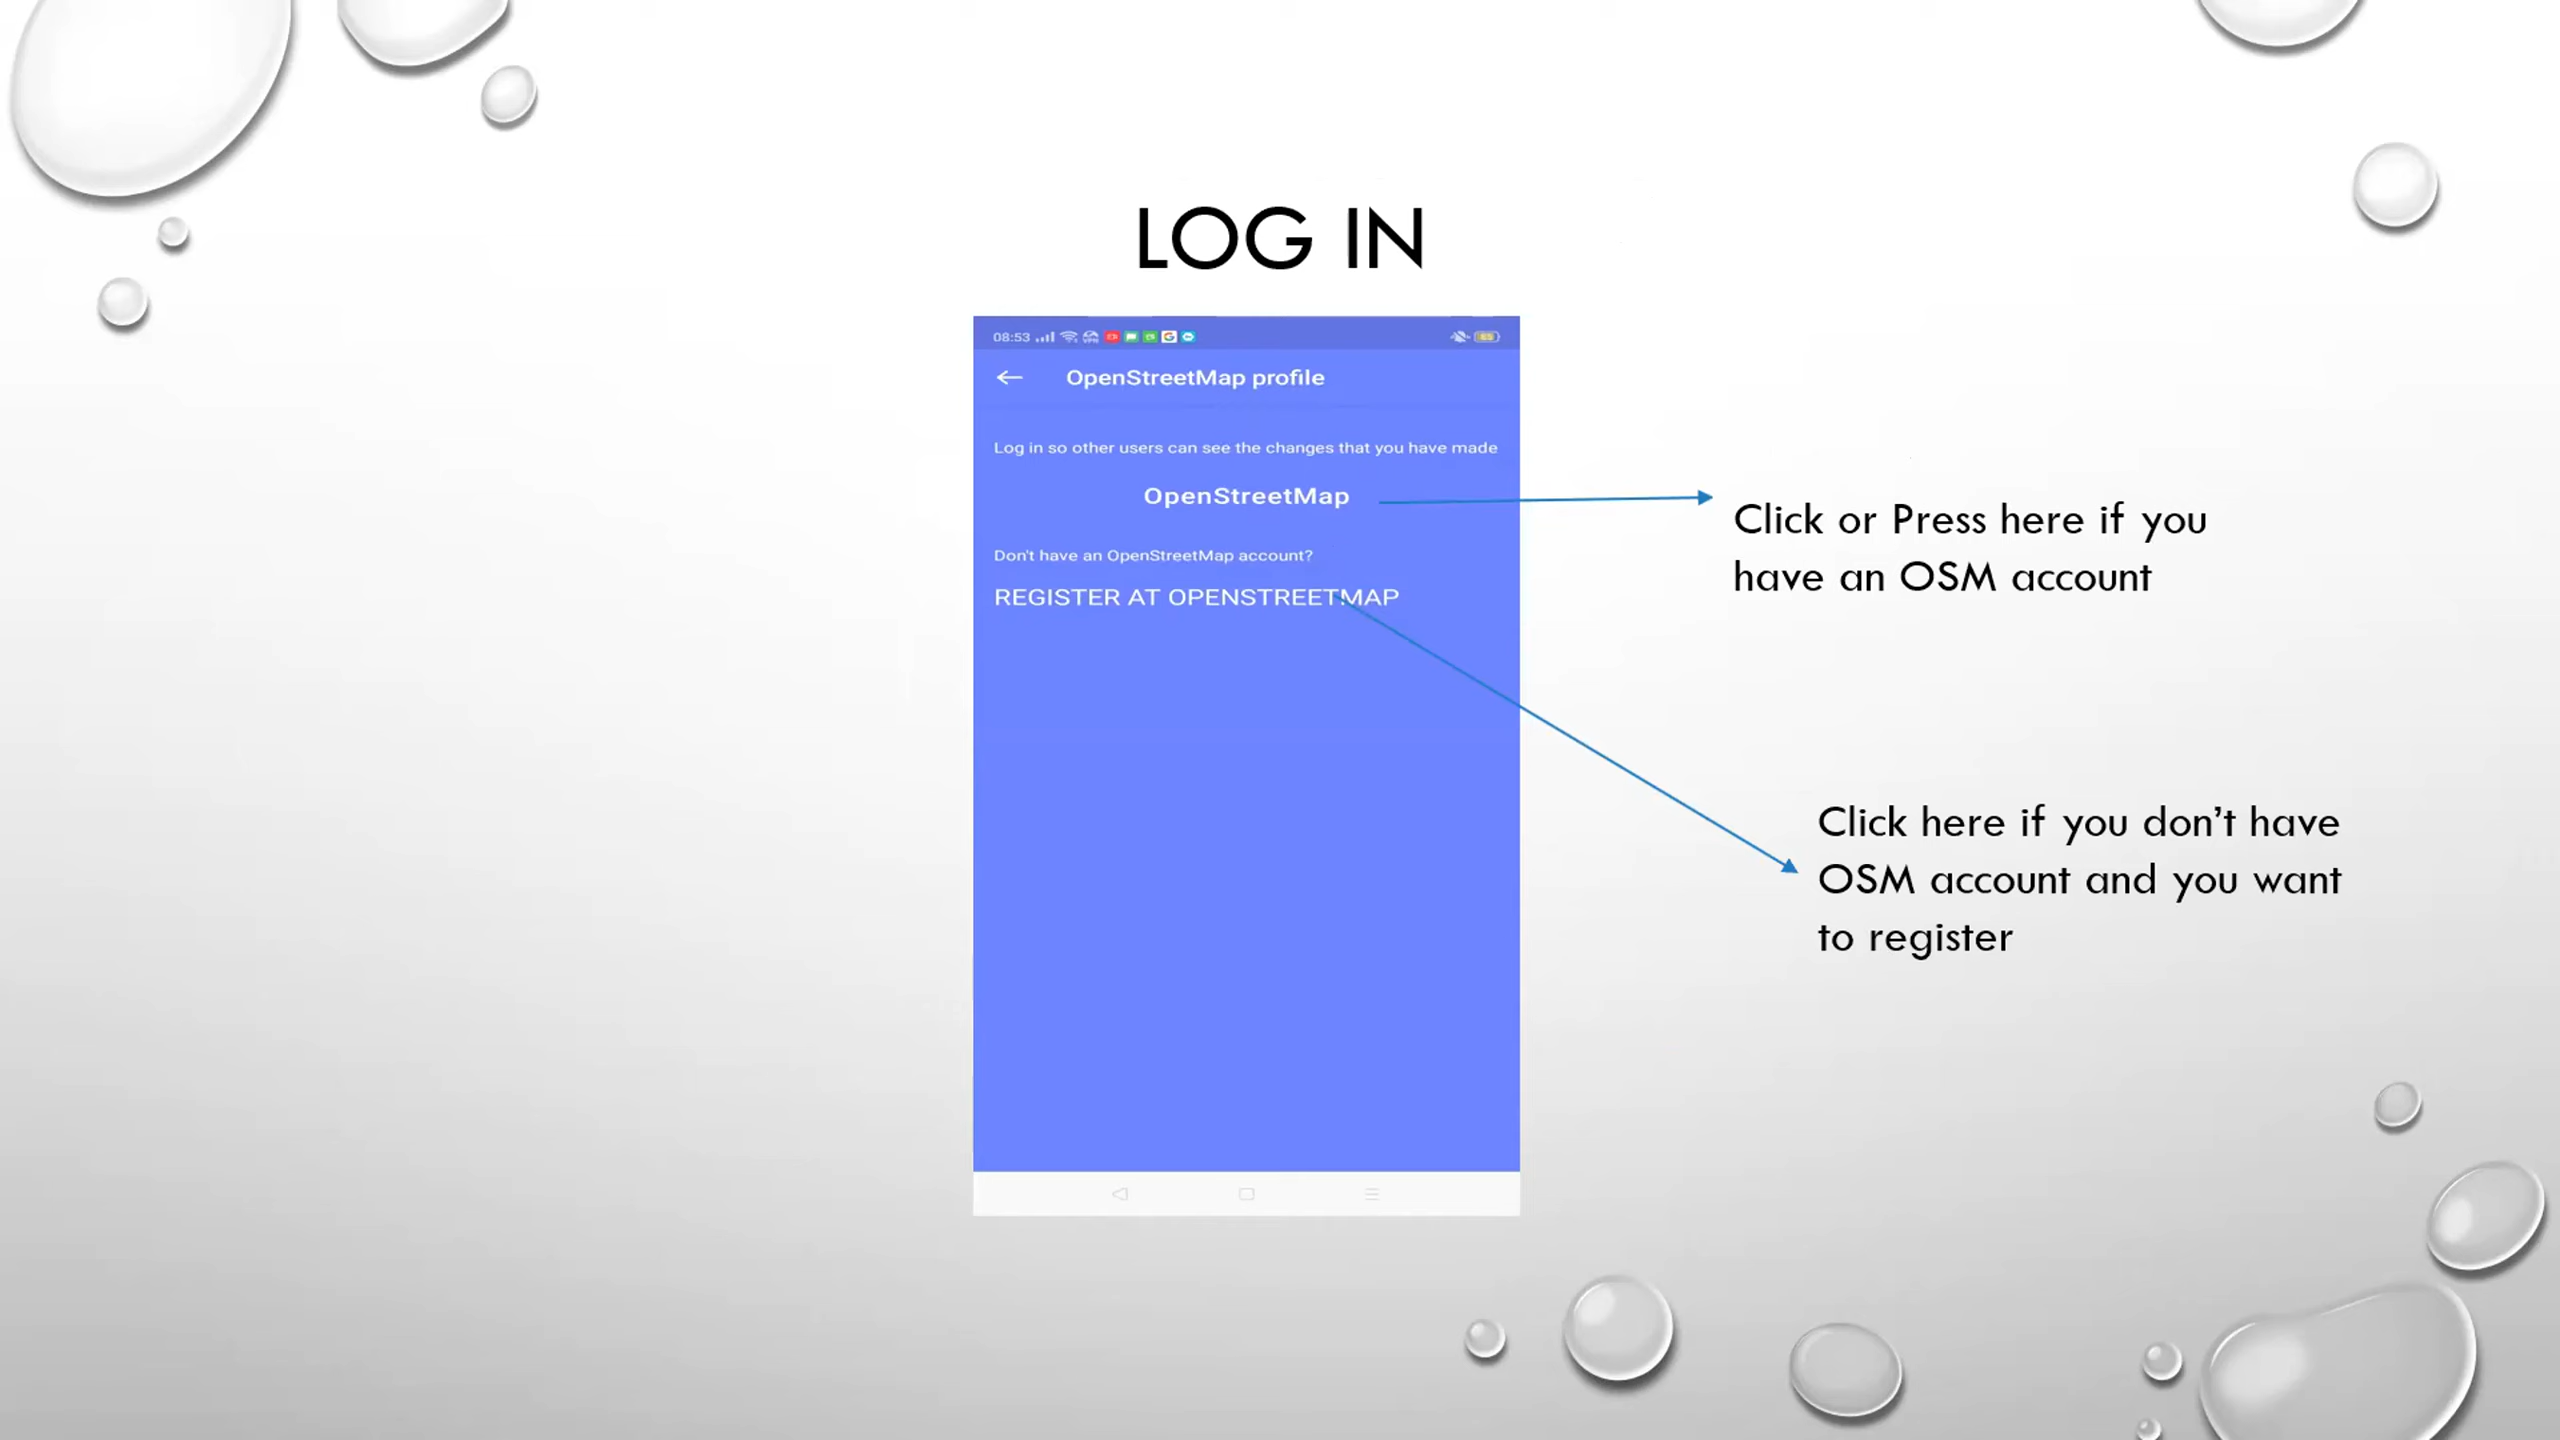 LOG IN
08:53
OpenStreetMap profile
Log in so other users can see the changes that you have made
OpenStreetMap
Don't have an OpenStreetMap account?
REGISTER AT OPENSTREETMAP
Click or Press here if you
have an OSM account
Click here if you don’t have
OSM account and you want
to register